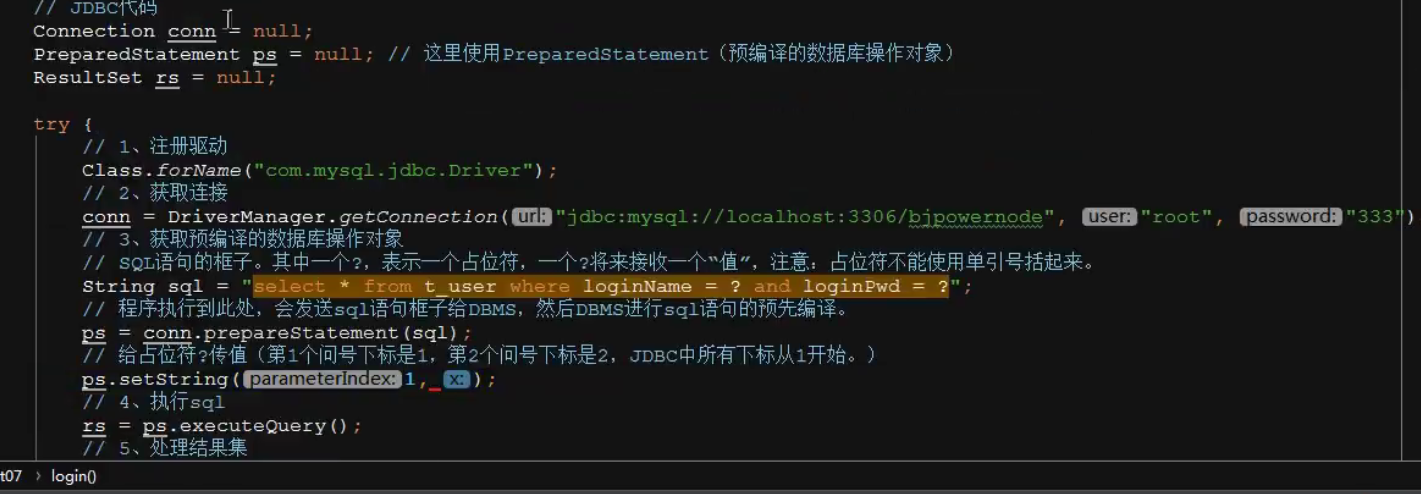 // JDBC代码
Connection conn = null;
PreparedStatement ps = null; // 这里使用PreparedStatement（预编译的数据库操作对象）
ResultSet rs = null;
try {
// 1、注册驱动
Class.forName("com.mysql.jdbc.Driver");
// 2、获取连接
conn = DriverManager.getConnection( url: "jdbc:mysql://localhost:3306/bjpowernode", user: "root", password: "333")
// 3、获取预编译的数据库操作对象
// SQL语句的框子。其中一个?，表示一个占位符，一个?将来接收一个“值”，注意：占位符不能使用单引号括起来。
String sql = "select * from t_user where loginName = ? and loginPwd = ?";
// 程序执行到此处，会发送sql语句框子给DBMS，然后DBMS进行sql语句的预先编译。
ps = conn.prepareStatement(sql);
// 给占位符?传值（第1个问号下标是1，第2个问号下标是2，JDBC中所有下标从1开始。）
ps.setString( parameterIndex: 1, x: );
// 4、执行sql
rs = ps.executeQuery();
// 5、处理结果集
t07 › login()